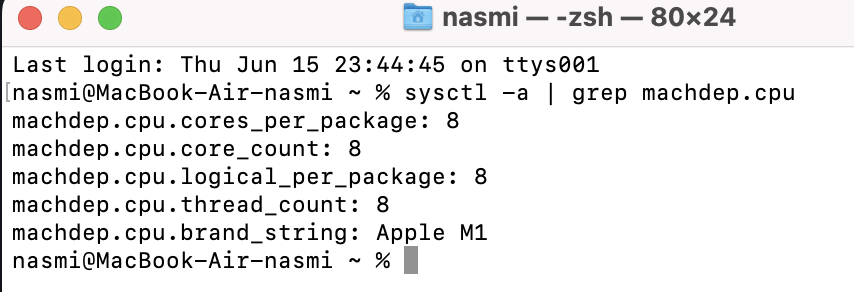 nasmi — -zsh — 80×24
Last login: Thu Jun 15 23:44:45 on ttys001
[nasmi@MacBook-Air-nasmi ~ % sysctl -a | grep machdep.cpu
machdep.cpu.cores_per_package: 8
machdep.cpu.core_count: 8
machdep.cpu.logical_per_package: 8
machdep.cpu.thread_count: 8
machdep.cpu.brand_string: Apple M1
nasmi@MacBook-Air-nasmi ~ %